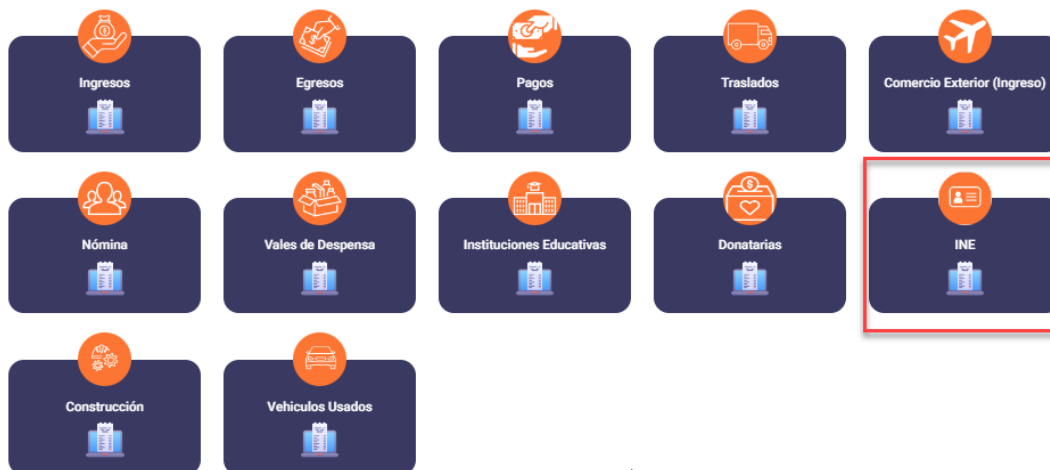 Ingresos
Egresos
Pagos
Traslados
Comercio Exterior (Ingreso)
Nómina
Vales de Despensa
Instituciones Educativas
Donatarias
INE
Construcción
Vehiculos Usados